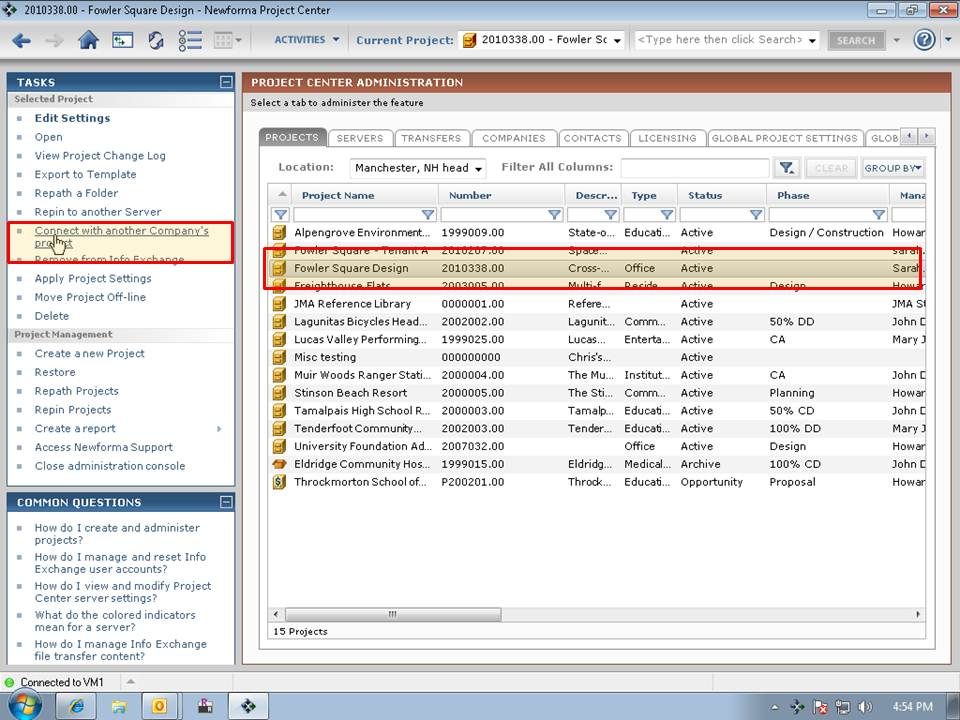 2010338.00 - Fowler Square Design - Newforma Project Center
ACTIVITIES Current Project: 2010338.00 - Fowler Sc <Type here then click Search> SEARCH
TASKS
Selected Project
Edit Settings
Open
View Project Change Log
Export to Template
Repath a Folder
Repin to another Server
Connect with another Company's
project
Remove from Info Exchange
Apply Project Settings
Move Project Off-line
Delete
Project Management
Create a new Project
Restore
Repath Projects
Repin Projects
Create a report
Access Newforma Support
Close administration console
COMMON QUESTIONS
How do I create and administer
projects?
How do I manage and reset Info
Exchange user accounts?
How do I view and modify Project
Center server settings?
What do the colored indicators
mean for a server?
How do I manage Info Exchange
file transfer content?
PROJECT CENTER ADMINISTRATION
Select a tab to administer the feature
PROJECTS SERVERS TRANSFERS COMPANIES CONTACTS LICENSING GLOBAL PROJECT SETTINGS GLOB
Location: Manchester, NH head Filter All Columns: CLEAR GROUP BY
Project Name Number Descr... Type Status Phase Mana
Alpengrove Environment... 1999009.00 State-o... Educati... Active Design / Construction Howar
Fowler Square - Tenant A 2010207.00 Space... Active sarah.
Fowler Square Design 2010338.00 Cross-... Office Active Sarah.
Freighthouse Flats 2003005.00 Multi-f Reside Active Design Howar
JMA Reference Library 0000001.00 Refere... Active JMA St
Lagunitas Bicycles Head... 2002002.00 Lagunit... Comm... Active 50% DD John D
Lucas Valley Performing... 1999025.00 Lucas... Enterta... Active CA Mary J
Misc testing 000000000 Chris's... Active
Muir Woods Ranger Stati... 2000004.00 The Mu... Institut... Active CA John D
Stinson Beach Resort 2000005.00 The Sti... Comm... Active Planning Howar
Tamalpais High School R... 2000003.00 Tamalp... Educati... Active 50% CD John D
Tenderfoot Community... 2002003.00 Tender... Educati... Active 100% DD Mary J
University Foundation Ad... 2007032.00 Office Active Design Howar
Eldridge Community Hos... 1999015.00 Eldridg... Medical... Archive 100% CD John D
Throckmorton School of... P200201.00 Throck... Educati... Opportunity Proposal Howar
15 Projects
Connected to VM1
4:54 PM